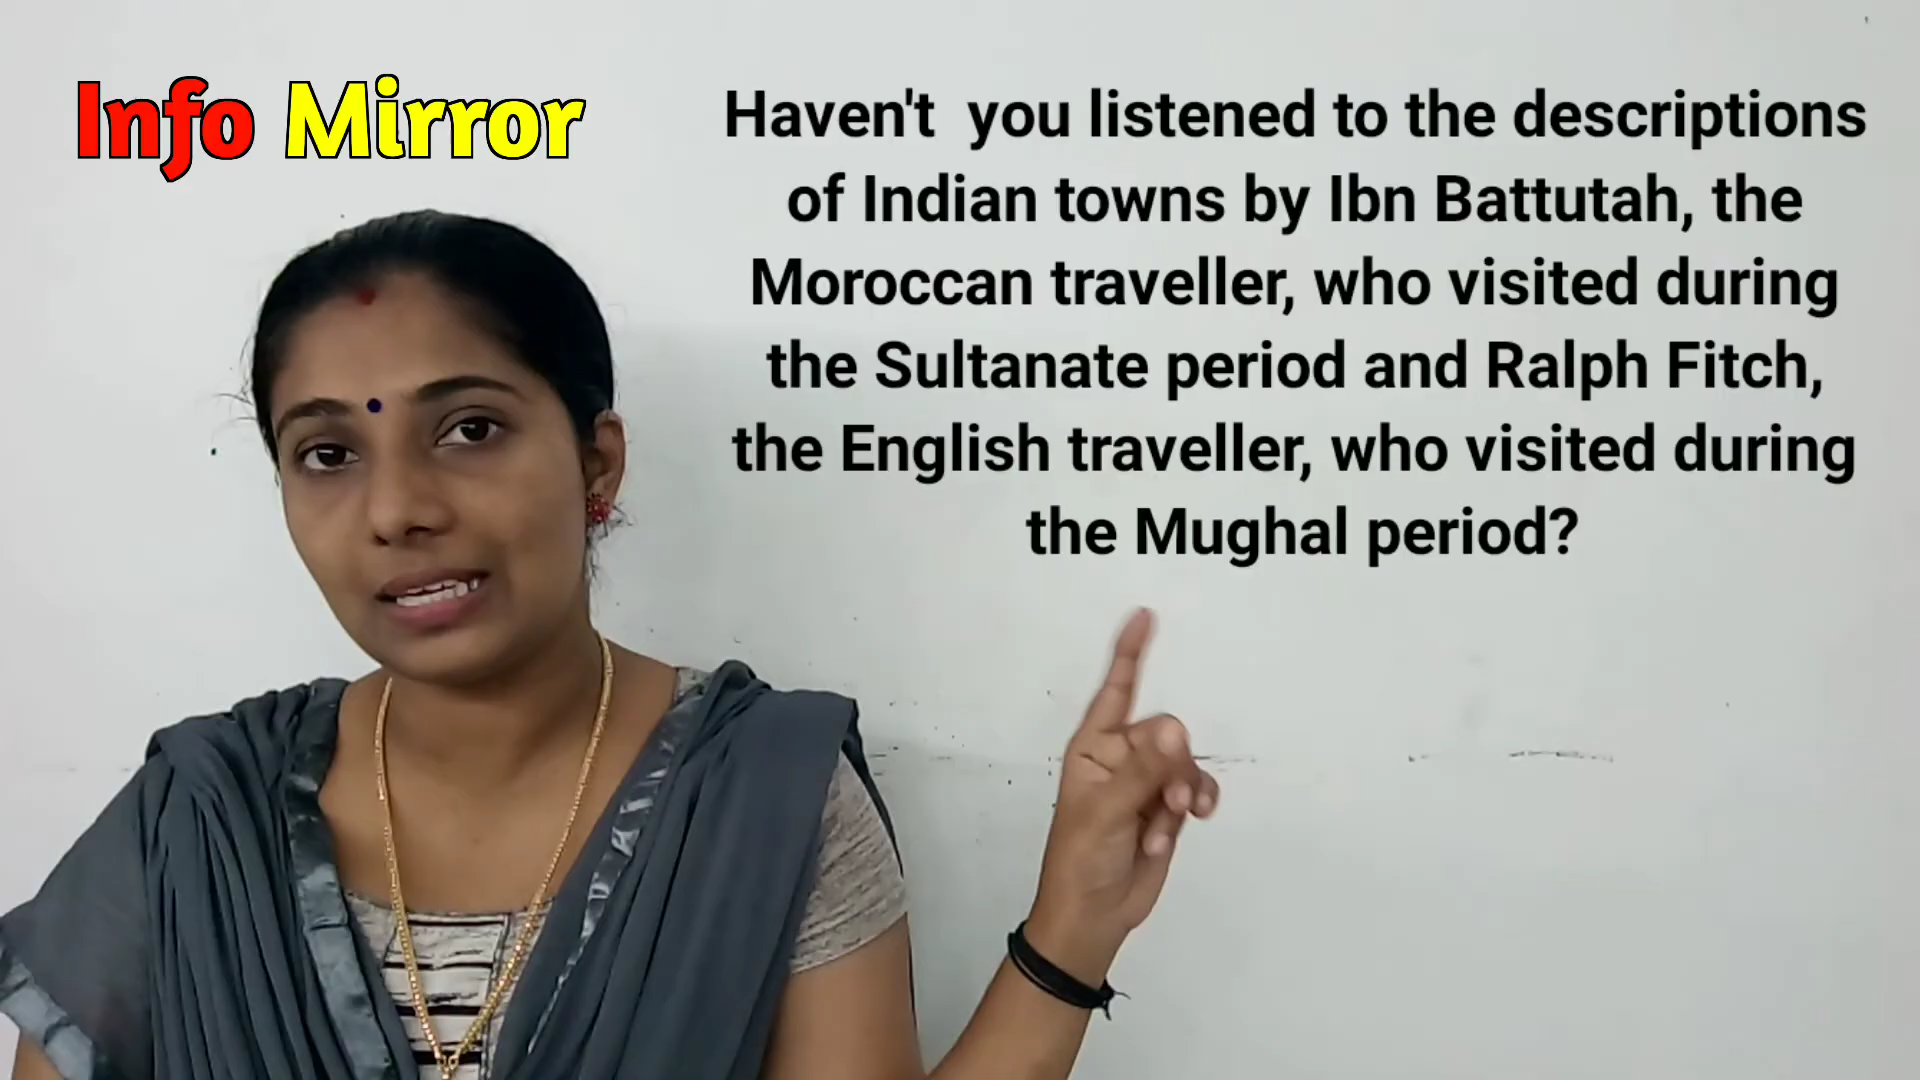 Info Mirror
Haven't you listened to the descriptions
of Indian towns by Ibn Battutah, the
Moroccan traveller, who visited during
the Sultanate period and Ralph Fitch,
the English traveller, who visited during
the Mughal period?